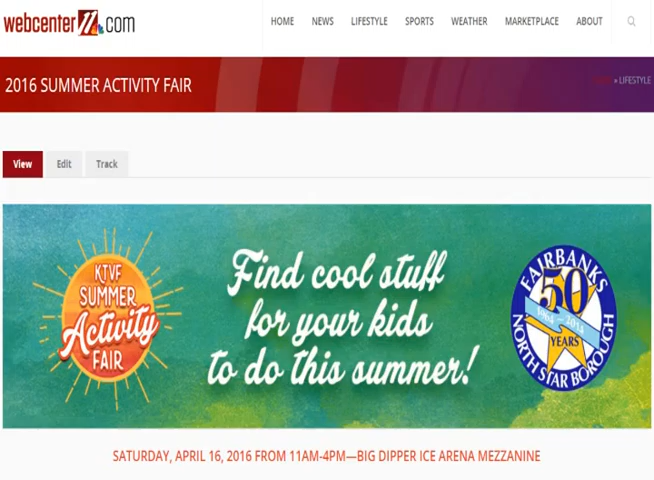 webcenter11.com
HOME NEWS LIFESTYLE SPORTS WEATHER MARKETPLACE ABOUT
2016 SUMMER ACTIVITY FAIR
» LIFESTYLE
View Edit Track
KTVF
SUMMER
Activity
FAIR
Find cool stuff
for your kids
to do this summer!
FAIRBANKS
50
1964 – 2015
YEARS
NORTH STAR BOROUGH
SATURDAY, APRIL 16, 2016 FROM 11AM-4PM—BIG DIPPER ICE ARENA MEZZANINE